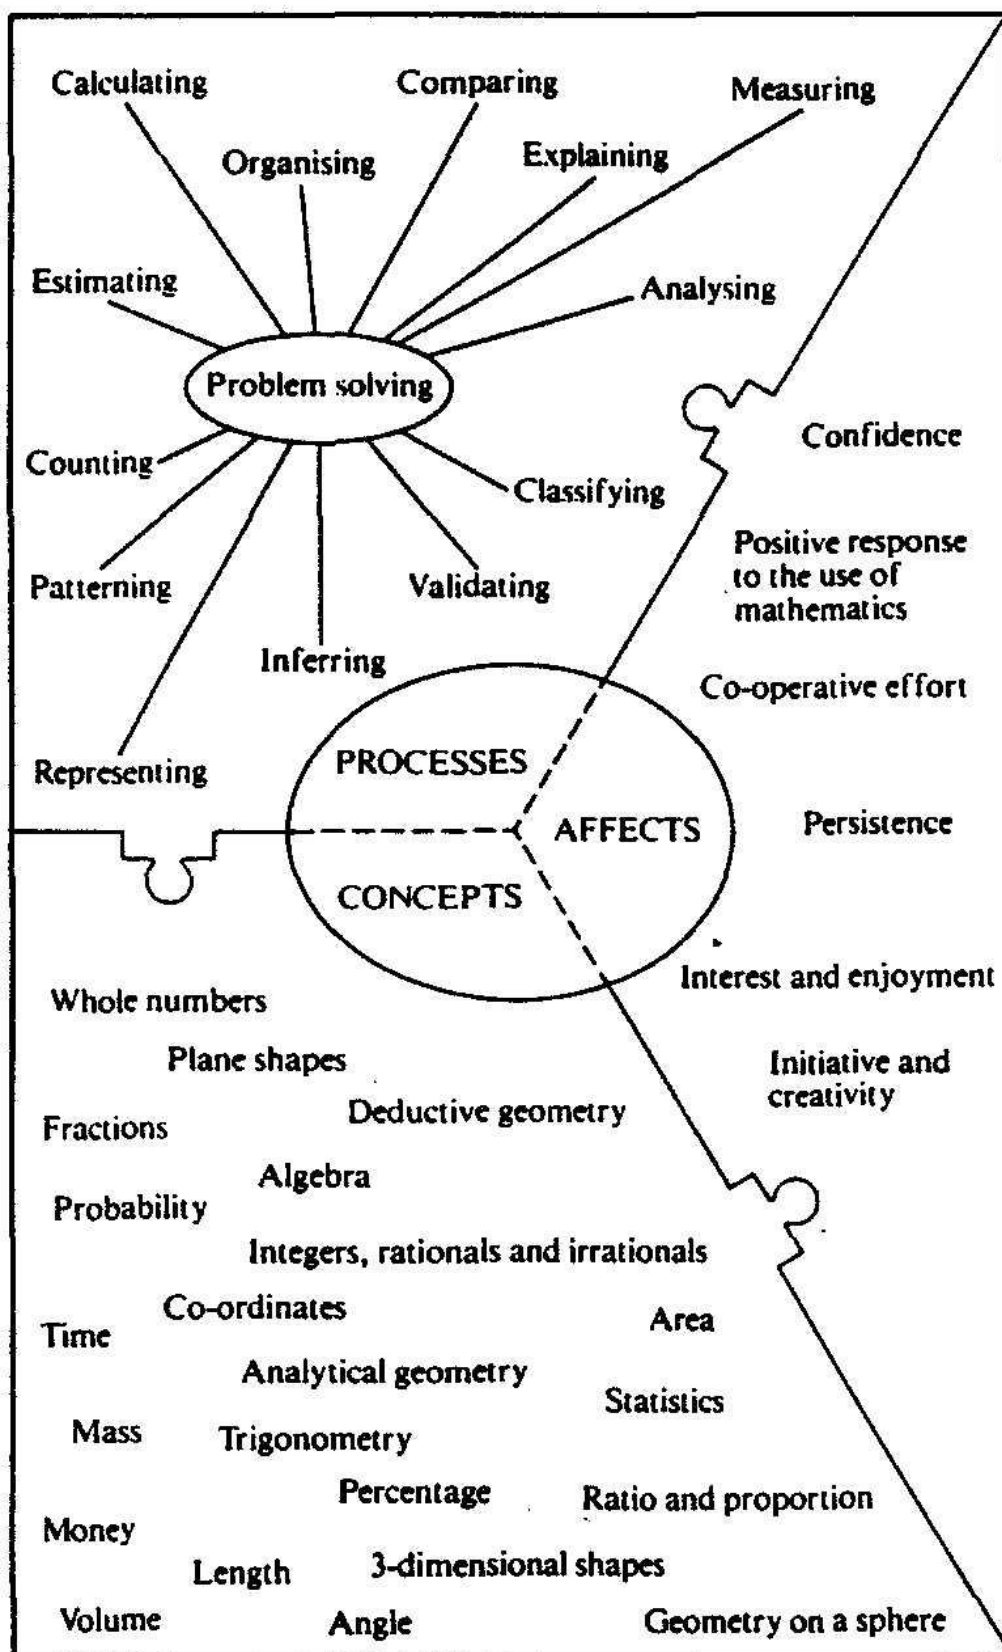 Calculating
Comparing
Measuring
Organising
Explaining
Estimating
Analysing
Problem solving
Counting
Classifying
Patterning
Validating
Inferring
Representing
PROCESSES
AFFECTS
CONCEPTS
Confidence
Positive response
to the use of
mathematics
Co-operative effort
Persistence
Interest and enjoyment
Initiative and
creativity
Whole numbers
Plane shapes
Deductive geometry
Fractions
Algebra
Probability
Integers, rationals and irrationals
Co-ordinates
Area
Time
Analytical geometry
Statistics
Mass
Trigonometry
Percentage
Ratio and proportion
Money
Length
3-dimensional shapes
Volume
Angle
Geometry on a sphere